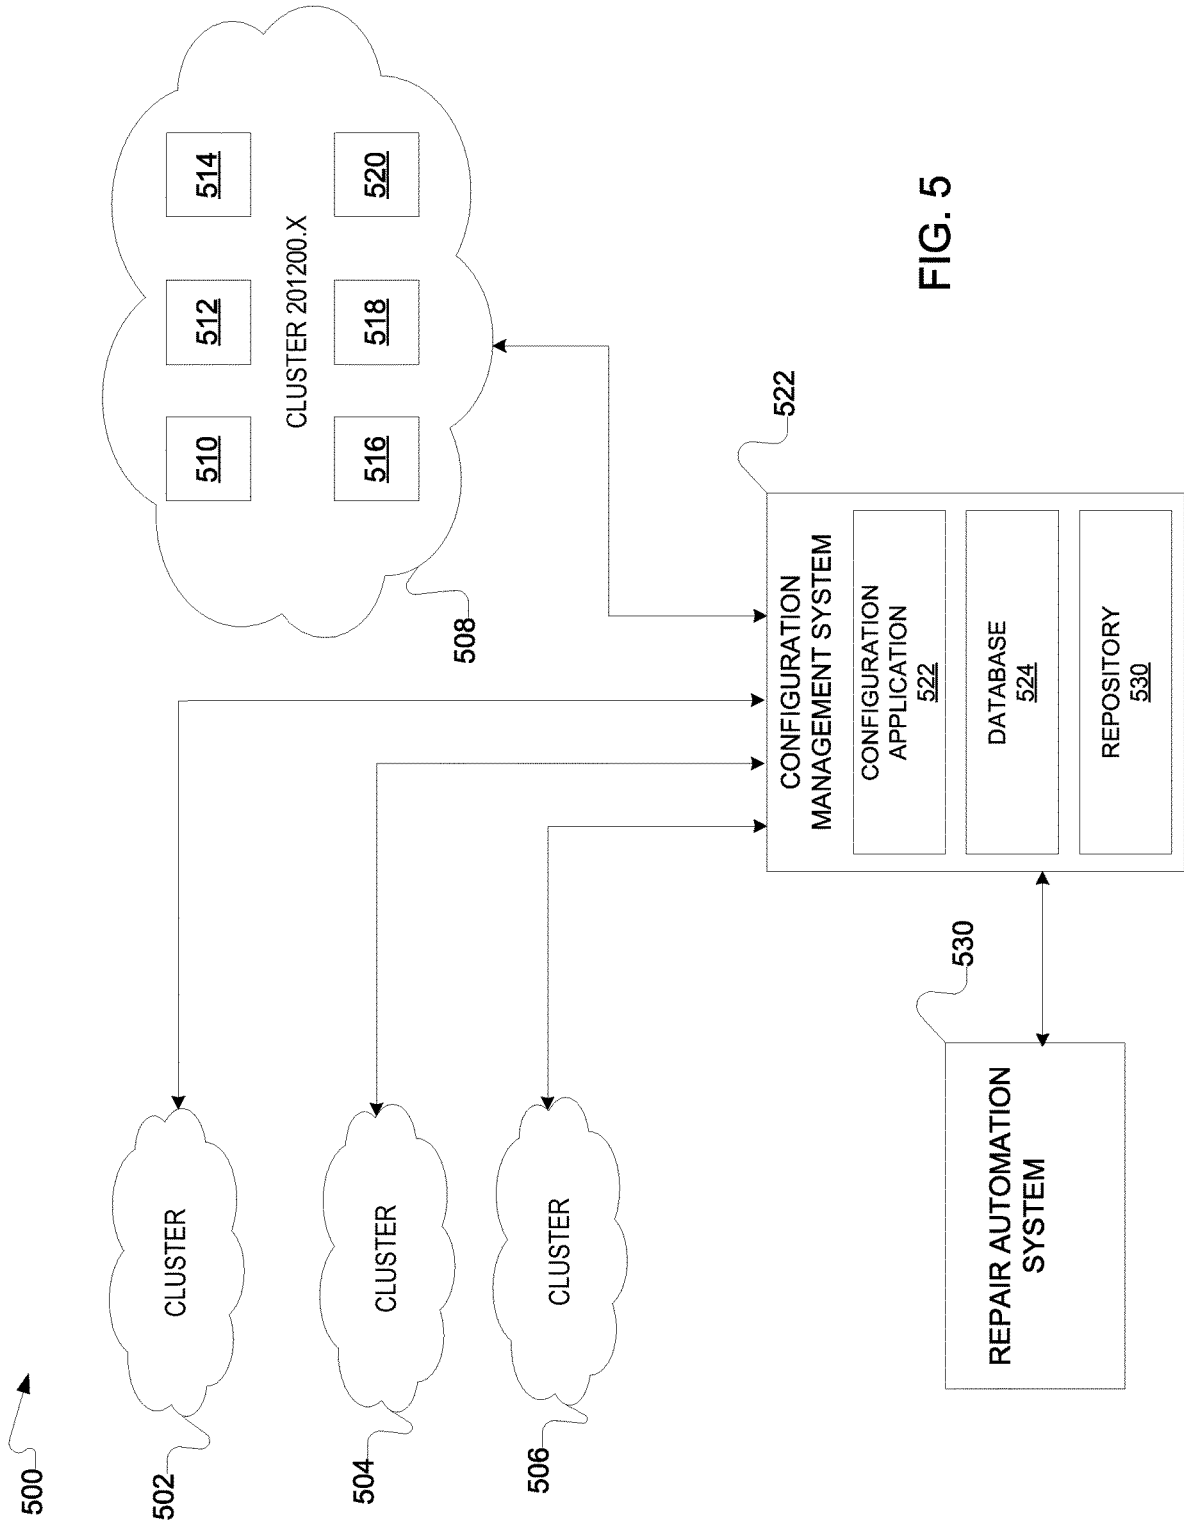 500
502
CLUSTER
504
CLUSTER
506
CLUSTER
510
512
514
CLUSTER 201200.X
516
518
520
508
522
CONFIGURATION
MANAGEMENT SYSTEM
CONFIGURATION
APPLICATION
522
DATABASE
524
REPOSITORY
530
530
REPAIR AUTOMATION
SYSTEM
FIG. 5